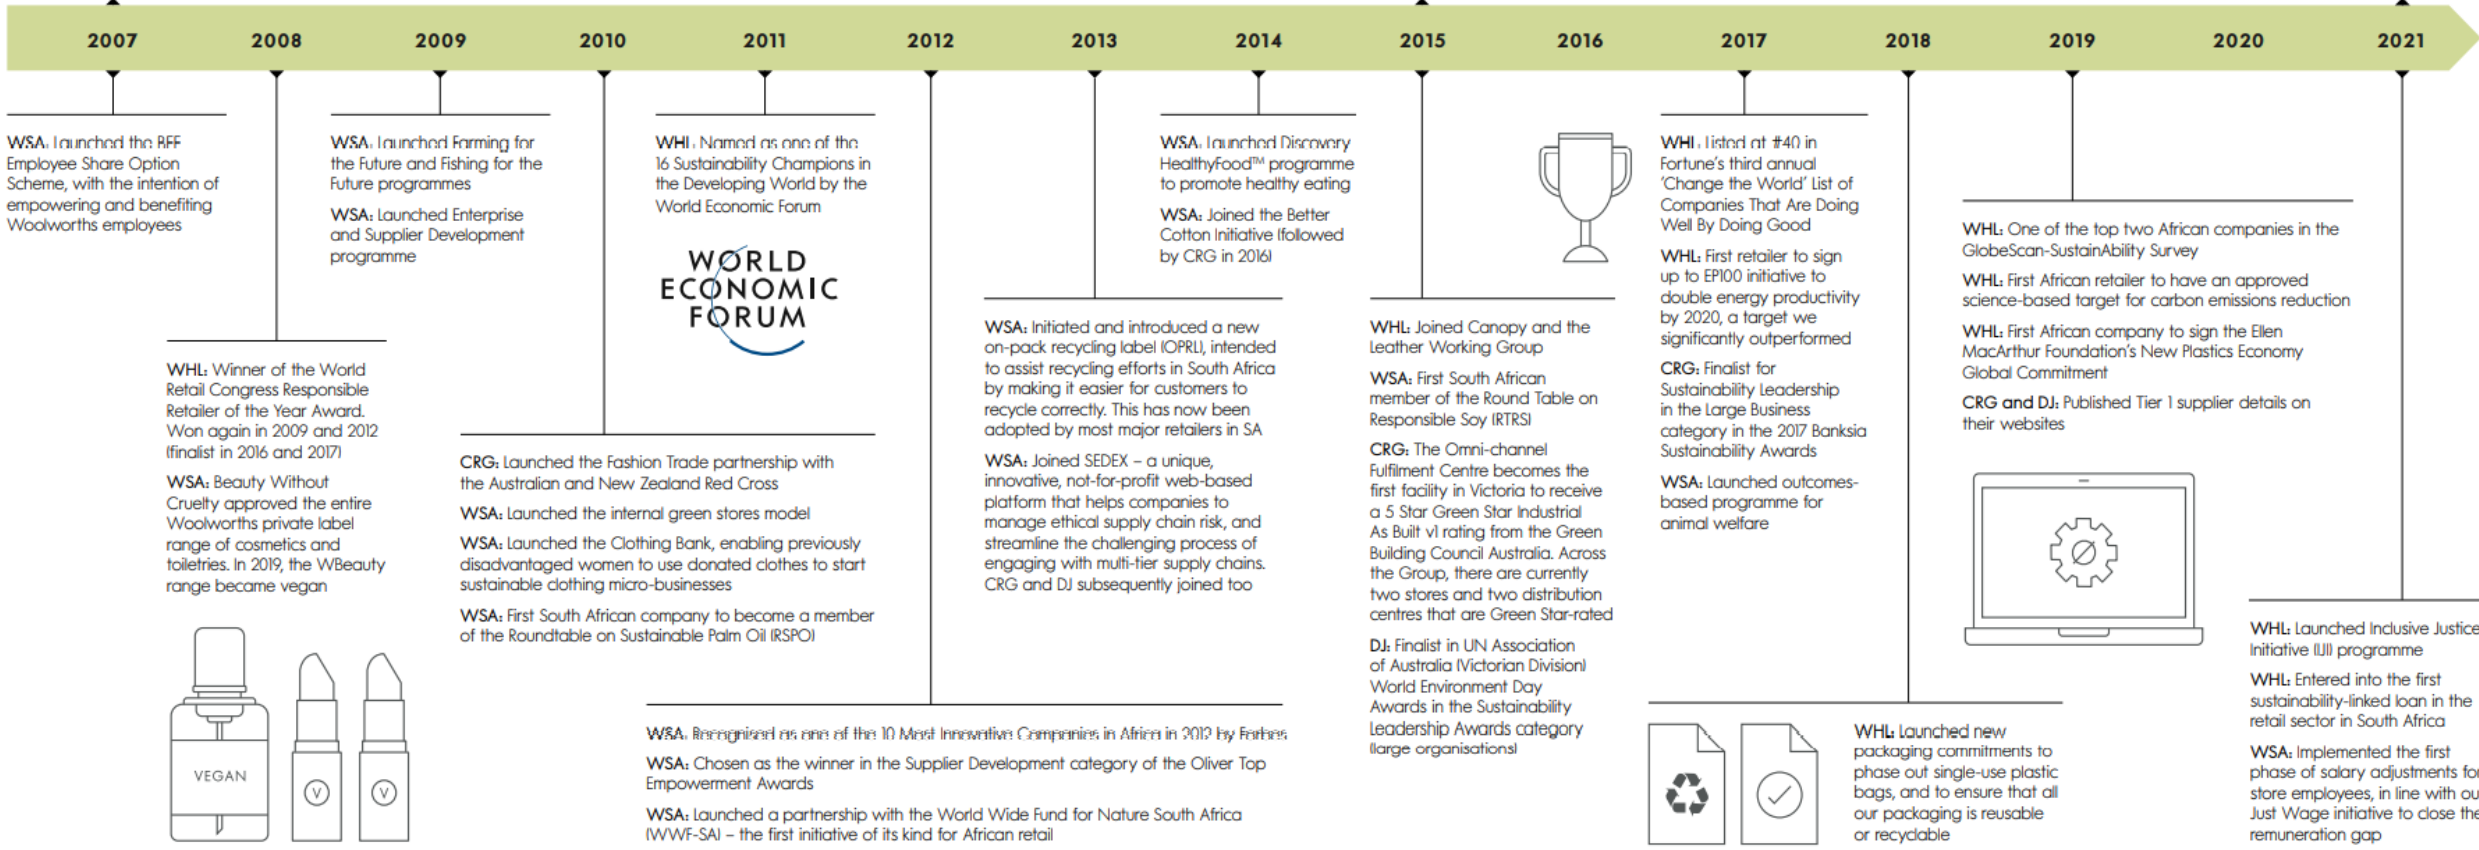 2007 2008 2009 2010 2011 2012 2013 2014 2015 2016 2017 2018 2019 2020 2021
WSA: Launched the BEE
Employee Share Option
Scheme, with the intention of
empowering and benefiting
Woolworths employees
WHL: Winner of the World
Retail Congress Responsible
Retailer of the Year Award.
Won again in 2009 and 2012
(finalist in 2016 and 2017)
WSA: Beauty Without
Cruelty approved the entire
Woolworths private label
range of cosmetics and
toiletries. In 2019, the WBeauty
range became vegan
VEGAN
V
V
WSA: Launched Farming for
the Future and Fishing for the
Future programmes
WSA: Launched Enterprise
and Supplier Development
programme
CRG: Launched the Fashion Trade partnership with
the Australian and New Zealand Red Cross
WSA: Launched the internal green stores model
WSA: Launched the Clothing Bank, enabling previously
disadvantaged women to use donated clothes to start
sustainable clothing micro-businesses
WSA: First South African company to become a member
of the Roundtable on Sustainable Palm Oil (RSPO)
WHL: Named as one of the
16 Sustainability Champions in
the Developing World by the
World Economic Forum
WORLD
ECONOMIC
FORUM
WSA: Recognised as one of the 10 Most Innovative Companies in Africa in 2012 by Forbes
WSA: Chosen as the winner in the Supplier Development category of the Oliver Top
Empowerment Awards
WSA: Launched a partnership with the World Wide Fund for Nature South Africa
(WWF-SA) – the first initiative of its kind for African retail
WSA: Initiated and introduced a new
on-pack recycling label (OPRL), intended
to assist recycling efforts in South Africa
by making it easier for customers to
recycle correctly. This has now been
adopted by most major retailers in SA
WSA: Joined SEDEX – a unique,
innovative, not-for-profit web-based
platform that helps companies to
manage ethical supply chain risk, and
streamline the challenging process of
engaging with multi-tier supply chains.
CRG and DJ subsequently joined too
WSA: Launched Discovery
HealthyFood™ programme
to promote healthy eating
WSA: Joined the Better
Cotton Initiative (followed
by CRG in 2016)
WHL: Joined Canopy and the
Leather Working Group
WSA: First South African
member of the Round Table on
Responsible Soy (RTRS)
CRG: The Omni-channel
Fulfilment Centre becomes the
first facility in Victoria to receive
a 5 Star Green Star Industrial
As Built v1 rating from the Green
Building Council Australia. Across
the Group, there are currently
two stores and two distribution
centres that are Green Star-rated
DJ: Finalist in UN Association
of Australia (Victorian Division)
World Environment Day
Awards in the Sustainability
Leadership Awards category
(large organisations)
WHL: Listed at #40 in
Fortune's third annual
'Change the World' List of
Companies That Are Doing
Well By Doing Good
WHL: First retailer to sign
up to EP100 initiative to
double energy productivity
by 2020, a target we
significantly outperformed
CRG: Finalist for
Sustainability Leadership
in the Large Business
category in the 2017 Banksia
Sustainability Awards
WSA: Launched outcomes-
based programme for
animal welfare
WHL: Launched new
packaging commitments to
phase out single-use plastic
bags, and to ensure that all
our packaging is reusable
or recyclable
WHL: One of the top two African companies in the
GlobeScan-SustainAbility Survey
WHL: First African retailer to have an approved
science-based target for carbon emissions reduction
WHL: First African company to sign the Ellen
MacArthur Foundation's New Plastics Economy
Global Commitment
CRG and DJ: Published Tier 1 supplier details on
their websites
WHL: Launched Inclusive Justice
Initiative (IJI) programme
WHL: Entered into the first
sustainability-linked loan in the
retail sector in South Africa
WSA: Implemented the first
phase of salary adjustments for
store employees, in line with ou
Just Wage initiative to close the
remuneration gap